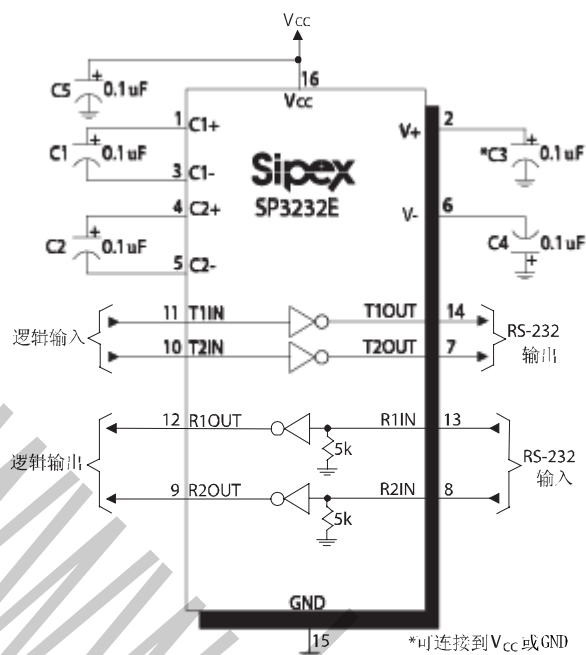 Vcc
16
Vcc
C5 + 0.1uF
1 C1+
C1 + 0.1uF
3 C1-
4 C2+
C2 + 0.1uF
5 C2-
Sipex
SP3232E
V+ 2
*C3 + 0.1uF
V- 6
C4 + 0.1uF
逻辑输入
11 T1IN T1OUT 14
10 T2IN T2OUT 7
RS-232
输出
逻辑输出
12 R1OUT R1IN 13
5k
9 R2OUT R2IN 8
5k
RS-232
输入
GND
15
*可连接到Vcc或GND